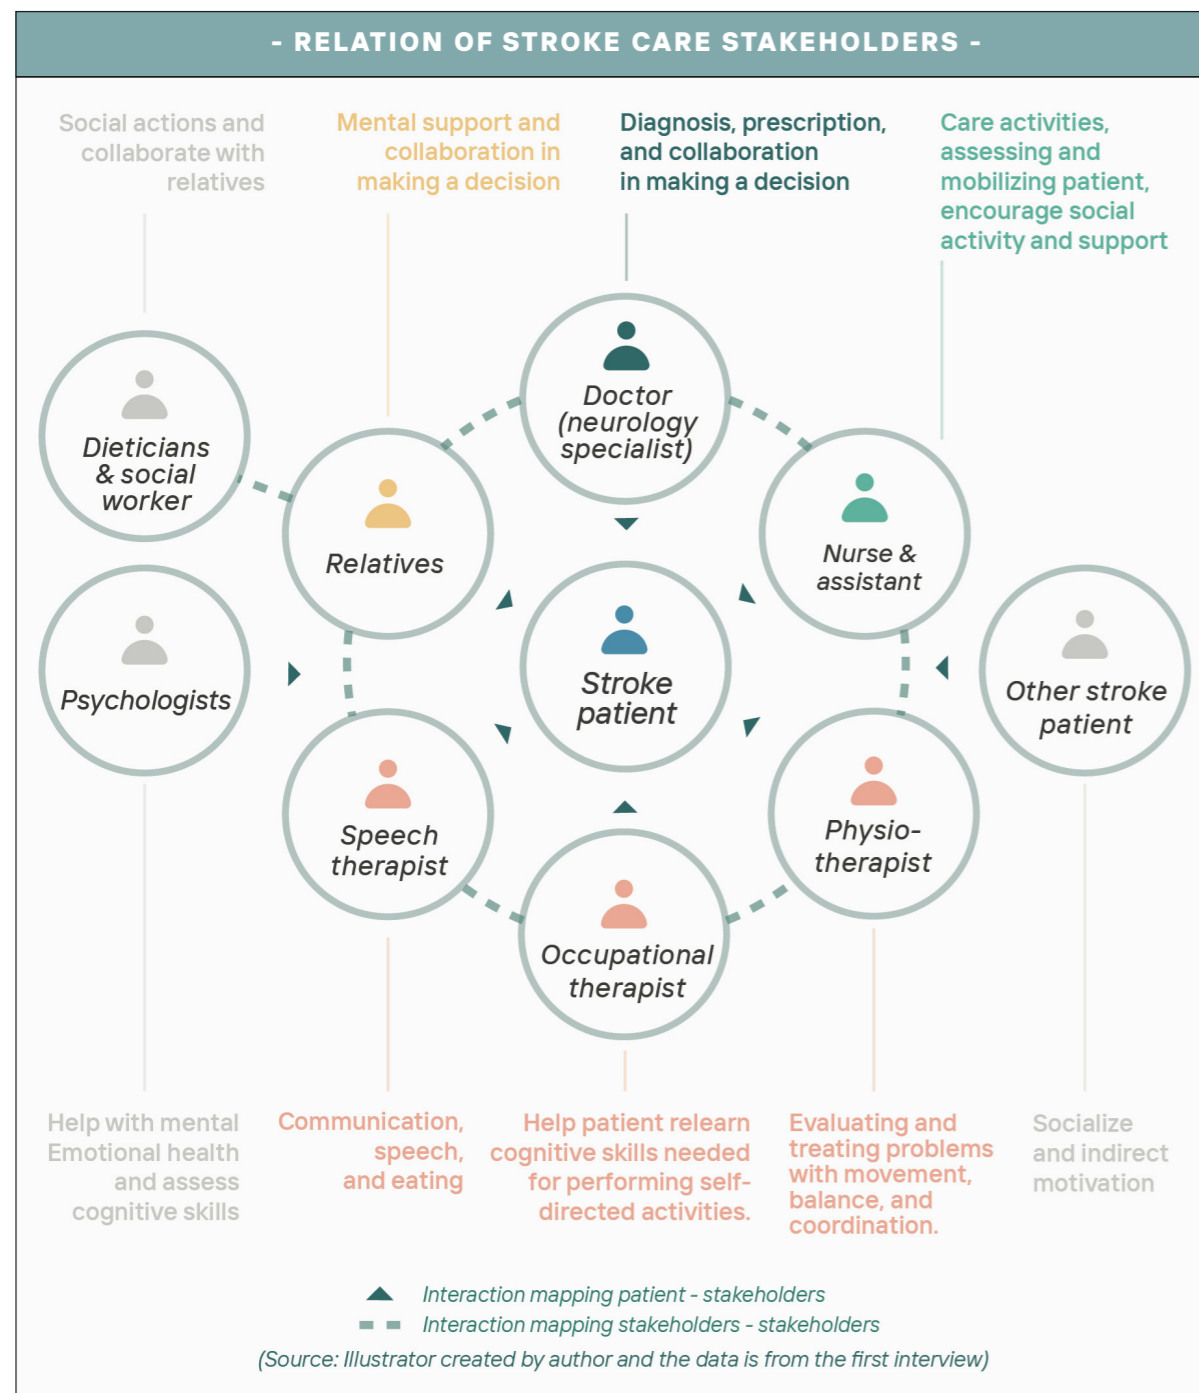 - RELATION OF STROKE CARE STAKEHOLDERS -
Social actions and
collaborate with
relatives
Mental support and
collaboration in
making a decision
Diagnosis, prescription,
and collaboration
in making a decision
Care activities,
assessing and
mobilizing patient,
encourage social
activity and support
Dieticians
& social
worker
Relatives
Doctor
(neurology
specialist)
Nurse &
assistant
Psychologists
Stroke
patient
Other stroke
patient
Speech
therapist
Occupational
therapist
Physio-
therapist
Help with mental
Emotional health
and assess
cognitive skills
Communication,
speech,
and eating
Help patient relearn
cognitive skills needed
for performing self-
directed activities.
Evaluating and
treating problems
with movement,
balance, and
coordination.
Socialize
and indirect
motivation
Interaction mapping patient - stakeholders
Interaction mapping stakeholders - stakeholders
(Source: Illustrator created by author and the data is from the first interview)